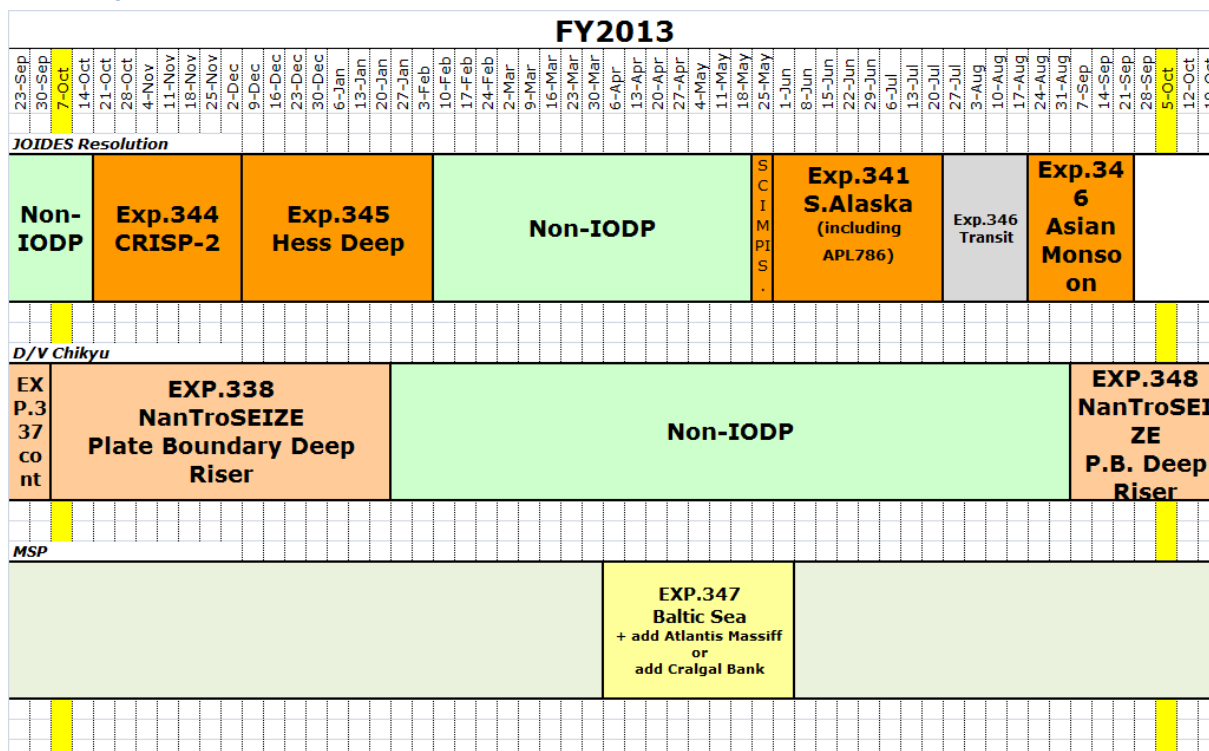 FY2013
23-Sep
30-Sep
7-Oct
14-Oct
21-Oct
28-Oct
4-Nov
11-Nov
18-Nov
25-Nov
2-Dec
9-Dec
16-Dec
23-Dec
30-Dec
6-Jan
13-Jan
20-Jan
27-Jan
3-Feb
10-Feb
17-Feb
24-Feb
2-Mar
9-Mar
16-Mar
23-Mar
30-Mar
6-Apr
13-Apr
20-Apr
27-Apr
4-May
11-May
18-May
25-May
1-Jun
8-Jun
15-Jun
22-Jun
29-Jun
6-Jul
13-Jul
20-Jul
27-Jul
3-Aug
10-Aug
17-Aug
24-Aug
31-Aug
7-Sep
14-Sep
21-Sep
28-Sep
5-Oct
12-Oct
19-Oct
JOIDES Resolution
Non-
IODP
Exp.344
CRISP-2
Exp.345
Hess Deep
Non-IODP
S
C
I
M
PI
S
.
Exp.341
S.Alaska
(including
APL786)
Exp.346
Transit
Exp.34
6
Asian
Monso
on
D/V Chikyu
EX
P.3
37
co
nt
EXP.338
NanTroSEIZE
Plate Boundary Deep
Riser
Non-IODP
EXP.348
NanTroSEI
ZE
P.B. Deep
Riser
MSP
EXP.347
Baltic Sea
+ add Atlantis Massiff
or
add Cralgal Bank